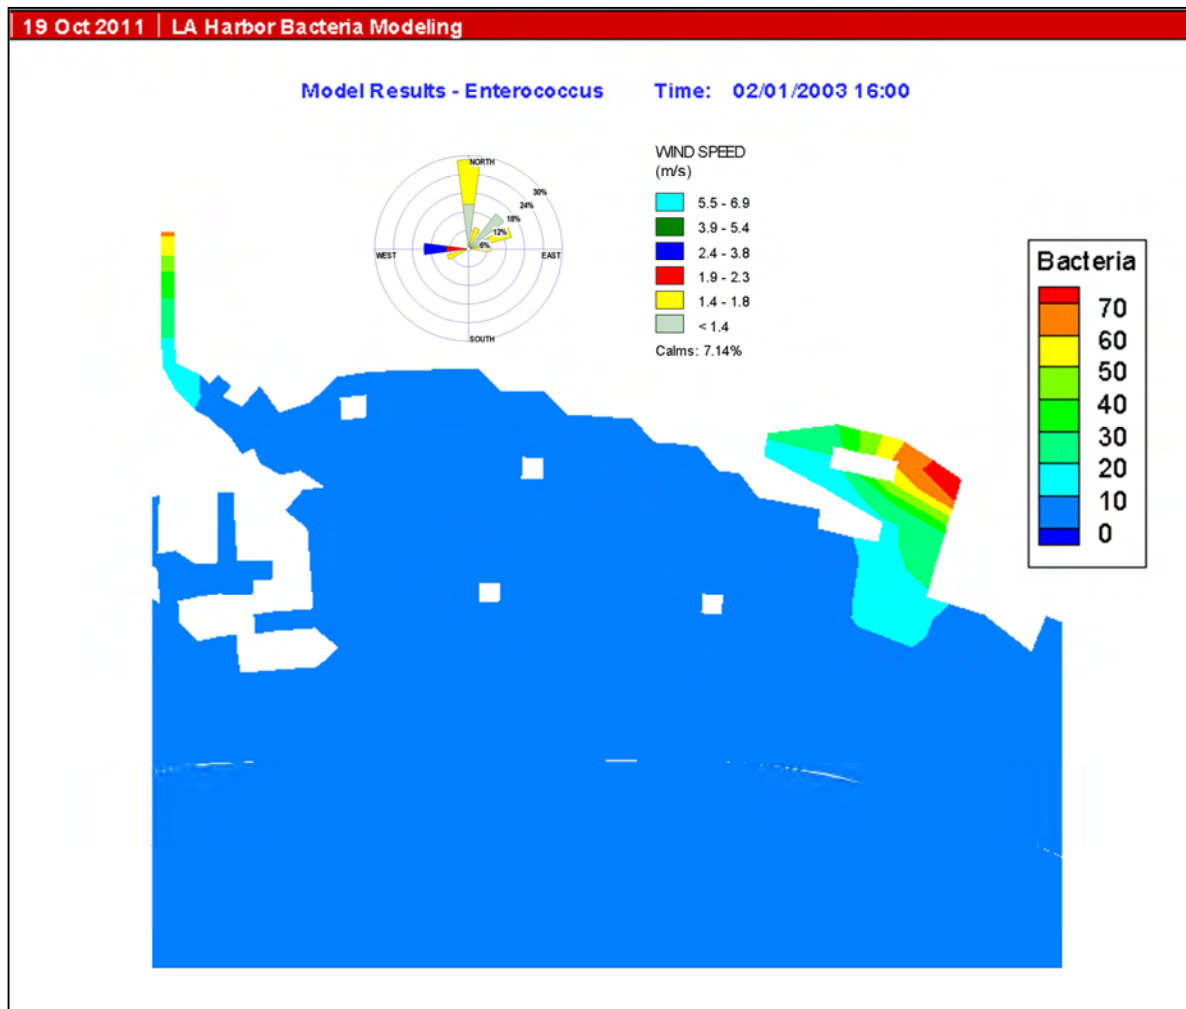 19 Oct 2011 | LA Harbor Bacteria Modeling
Model Results - Enterococcus Time: 02/01/2003 16:00
NORTH
30%
24%
18%
12%
6%
WEST
EAST
SOUTH
WIND SPEED
(m/s)
5.5 - 6.9
3.9 - 5.4
2.4 - 3.8
1.9 - 2.3
1.4 - 1.8
< 1.4
Calms: 7.14%
Bacteria
70
60
50
40
30
20
10
0